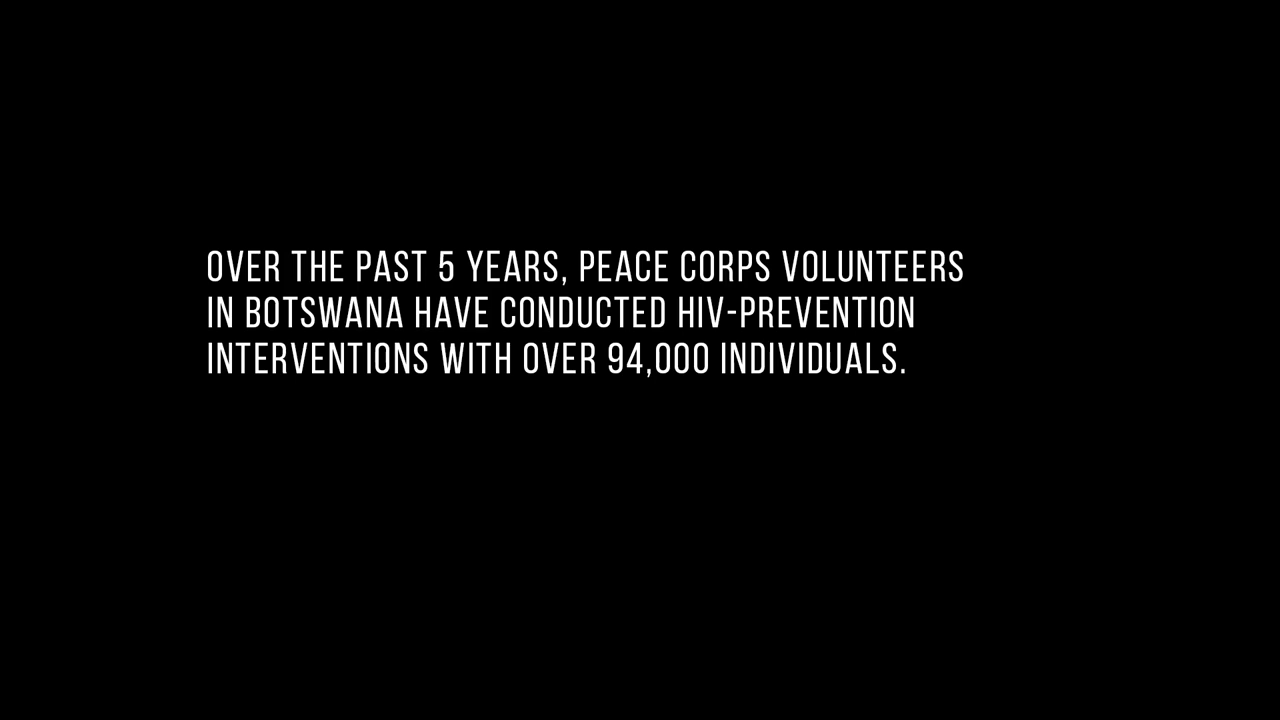 OVER THE PAST 5 YEARS, PEACE CORPS VOLUNTEERS
IN BOTSWANA HAVE CONDUCTED HIV-PREVENTION
INTERVENTIONS WITH OVER 94,000 INDIVIDUALS.